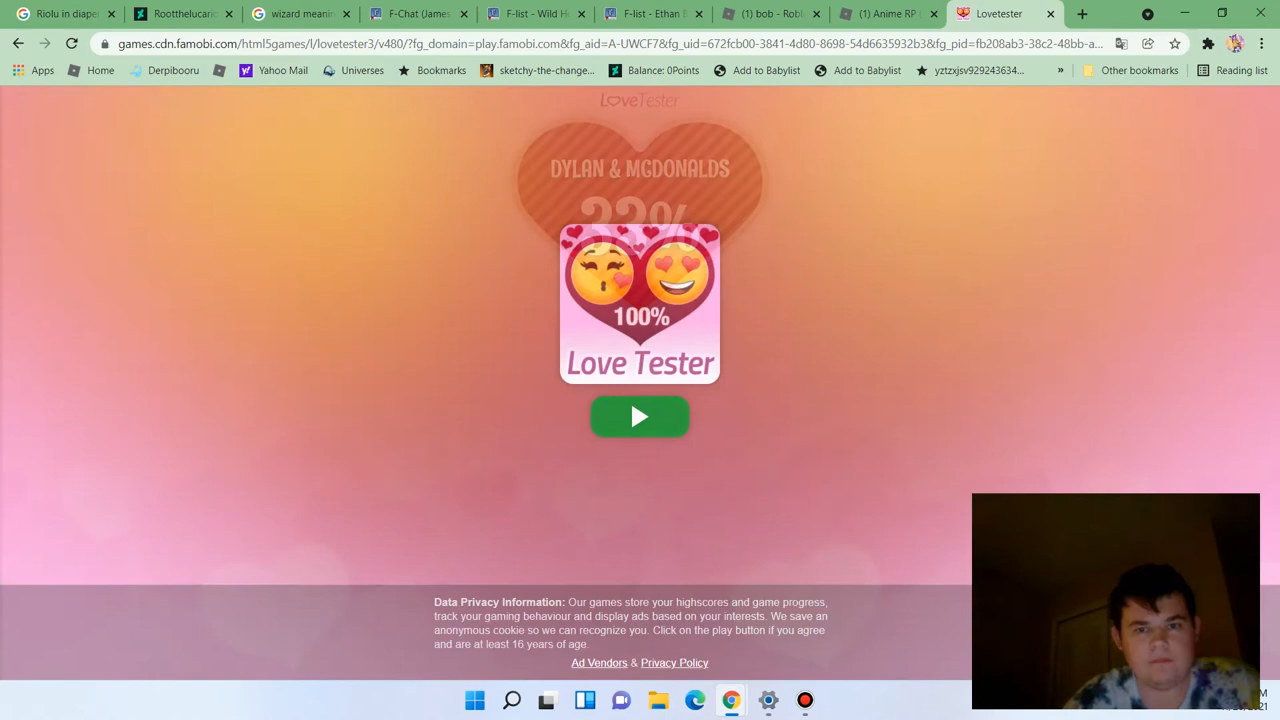 Riolu in diape
Rootthelucario
wizard meanin
F-Chat (James
F-list - Wild H
F-list - Ethan B
(1) bob - Robl
(1) Anime RP
Lovetester
games.cdn.famobi.com/html5games/l/lovetester3/v480/?fg_domain=play.famobi.com&fg_aid=A-UWCF7&fg_uid=672fcb00-3841-4d80-8698-54d6635932b3&fg_pid=fb208ab3-38c2-48bb-a...
Apps
Home
Derpibooru
Yahoo Mail
Universe
Bookmarks
sketchy-the-change...
Balance: 0Points
Add to Babylist
Add to Babylist
yztzxjsv929243634...
»
Other bookmarks
Reading list
LoveTester
DYLAN & MCDONALDS
100%
Love Tester
Data Privacy Information: Our games store your highscores and game progress,
track your gaming behaviour and display ads based on your interests. We save an
anonymous cookie so we can recognize you. Click on the play button if you agree
and are at least 16 years of age.
Ad Vendors & Privacy Policy